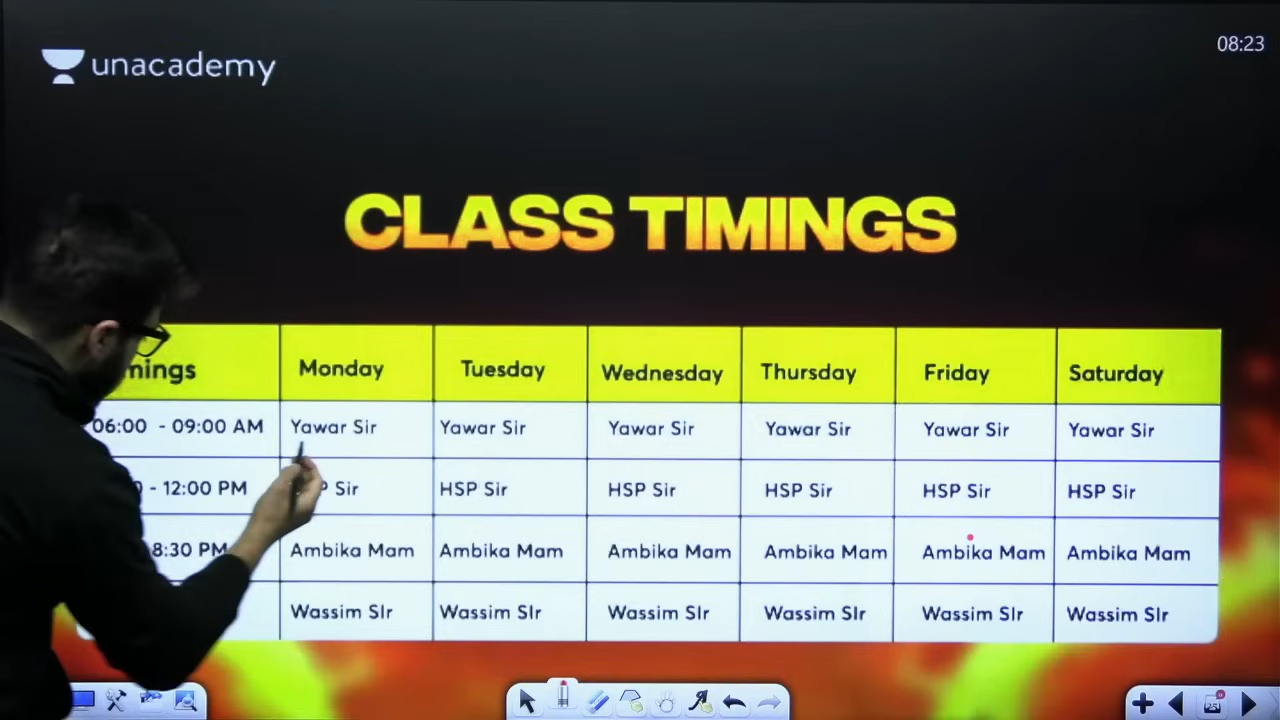 unacademy
08:23
CLASS TIMINGS
mings Monday Tuesday Wednesday Thursday Friday Saturday
06:00 - 09:00 AM Yawar Sir Yawar Sir Yawar Sir Yawar Sir Yawar Sir Yawar Sir
0 - 12:00 PM P Sir HSP Sir HSP Sir HSP Sir HSP Sir HSP Sir
8:30 PM Ambika Mam Ambika Mam Ambika Mam Ambika Mam Ambika Mam Ambika Mam
Wassim SIr Wassim SIr Wassim SIr Wassim SIr Wassim SIr Wassim SIr